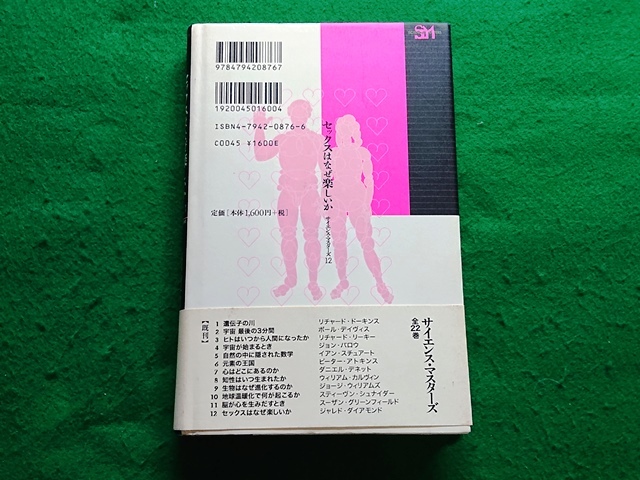 SM
9784794208767
1920045016004
ISBN4-7942-0876-6
C0045 ¥1600E
定価[本体1,600円+税]
セックスはなぜ楽しいか
サイエンス・マスターズ12
サイエンス・マスターズ
全22巻
【既刊】
1 遺伝子の川 リチャード・ドーキンス
2 宇宙 最後の3分間 ポール・デイヴィス
3 ヒトはいつから人間になったか リチャード・リーキー
4 宇宙が始まるとき ジョン・バロウ
5 自然の中に隠された数学 イアン・スチュアート
6 元素の王国 ピーター・アトキンス
7 心はどこにあるのか ダニエル・デネット
8 知性はいつ生まれたか ウィリアム・カルヴィン
9 生物はなぜ進化するのか ジョージ・ウィリアムズ
10 地球温暖化で何が起こるか スティーヴン・シュナイダー
11 脳が心を生みだすとき スーザン・グリーンフィールド
12 セックスはなぜ楽しいか ジャレド・ダイアモンド